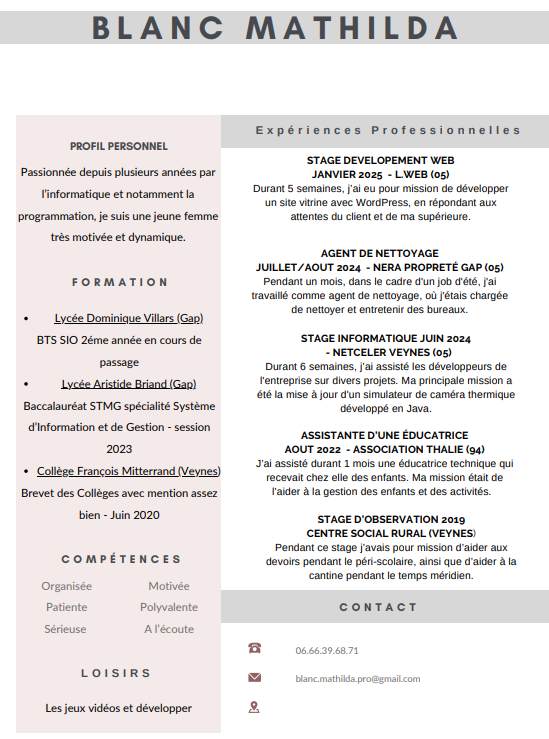 BLANC MATHILDA
PROFIL PERSONNEL
Passionnée depuis plusieurs années par
l'informatique et notamment la
programmation, je suis une jeune femme
très motivée et dynamique.
FORMATION
• Lycée Dominique Villars (Gap)
BTS SIO 2éme année en cours de
passage
• Lycée Aristide Briand (Gap)
Baccalauréat STMG spécialité Système
d'Information et de Gestion - session
2023
• Collège François Mitterrand (Veynes)
Brevet des Collèges avec mention assez
bien - Juin 2020
COMPÉTENCES
Organisée Motivée
Patiente Polyvalente
Sérieuse A l'écoute
LOISIRS
Les jeux vidéos et développer
Expériences Professionnelles
STAGE DEVELOPEMENT WEB
JANVIER 2025 - L.WEB (05)
Durant 5 semaines, j'ai eu pour mission de développer
un site vitrine avec WordPress, en répondant aux
attentes du client et de ma supérieure.
AGENT DE NETTOYAGE
JUILLET/AOUT 2024 - NERA PROPRETÉ GAP (05)
Pendant un mois, dans le cadre d'un job d'été, j'ai
travaillé comme agent de nettoyage, où j'étais chargée
de nettoyer et entretenir des bureaux.
STAGE INFORMATIQUE JUIN 2024
- NETCELER VEYNES (05)
Durant 6 semaines, j'ai assisté les développeurs de
l'entreprise sur divers projets. Ma principale mission a
été la mise à jour d'un simulateur de caméra thermique
développé en Java.
ASSISTANTE D'UNE ÉDUCATRICE
AOUT 2022 - ASSOCIATION THALIE (94)
J'ai assisté durant 1 mois une éducatrice technique qui
recevait chez elle des enfants. Ma mission était de
l'aider à la gestion des enfants et des activités.
STAGE D'OBSERVATION 2019
CENTRE SOCIAL RURAL (VEYNES)
Pendant ce stage j'avais pour mission d'aider aux
devoirs pendant le péri-scolaire, ainsi que d'aider à la
cantine pendant le temps méridien.
CONTACT
06.66.39.68.71
blanc.mathilda.pro@gmail.com